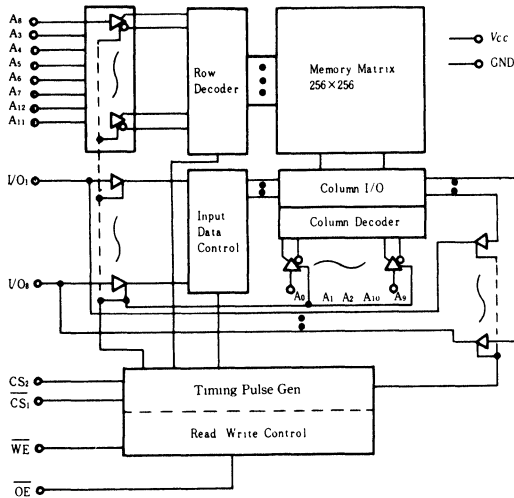 A8
A3
A4
A5
A6
A7
A12
A11
Row
Decoder
Memory Matrix
256×256
Vcc
GND
I/O1
Input
Data
Control
Column I/O
Column Decoder
I/O8
A0 A1 A2 A10 A9
CS2
CS1
WE
OE
Timing Pulse Gen
Read Write Control